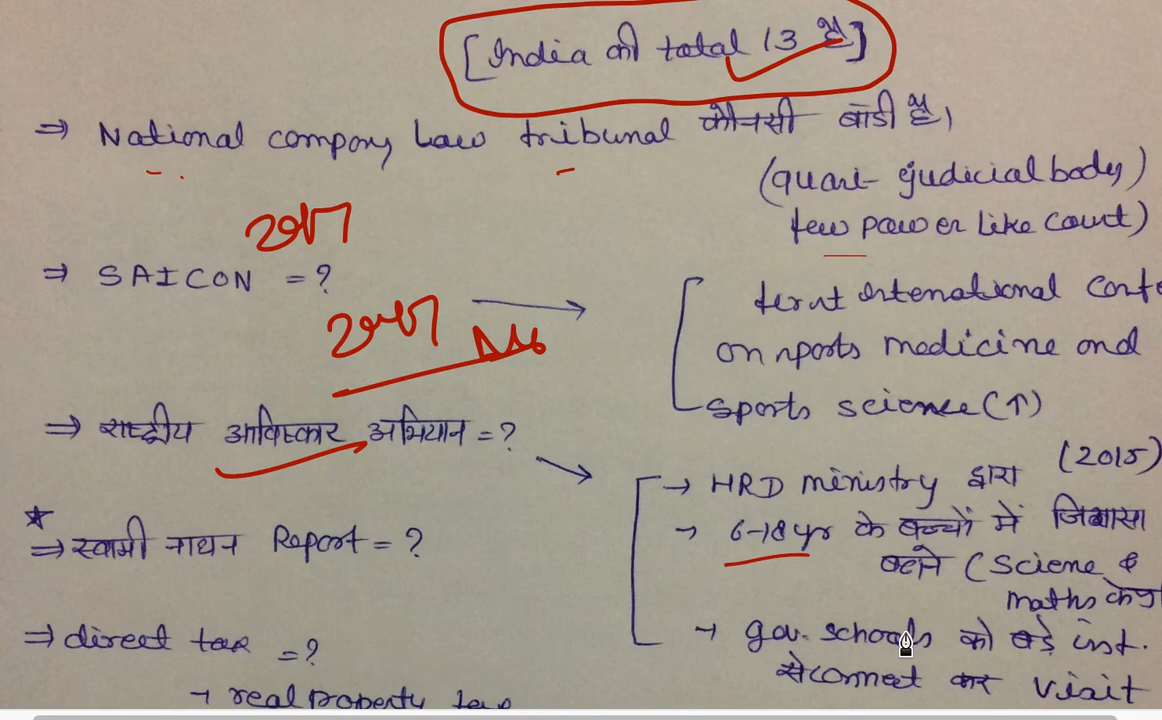 [India की total 13 है]
⇒ National company Law tribunal कौनसी बॉडी है।
(quasi- judicial body)
few power like court)
2017
⇒ SAICON = ?
2017
→ first international Confe
on sports medicine and
sports science (↑)
⇒ राष्ट्रीय आविष्कार अभियान = ?
→ HRD ministry द्वारा (2015)
→ 6-18 yr के बच्चों में जिज्ञासा
बढ़ाने (Sciene &
maths के प्र
→ gov. schools को बड़े inst.
से connect कर visit
⇒ स्वामी नाथन Report = ?
⇒ direct tax = ?
→ real property tax